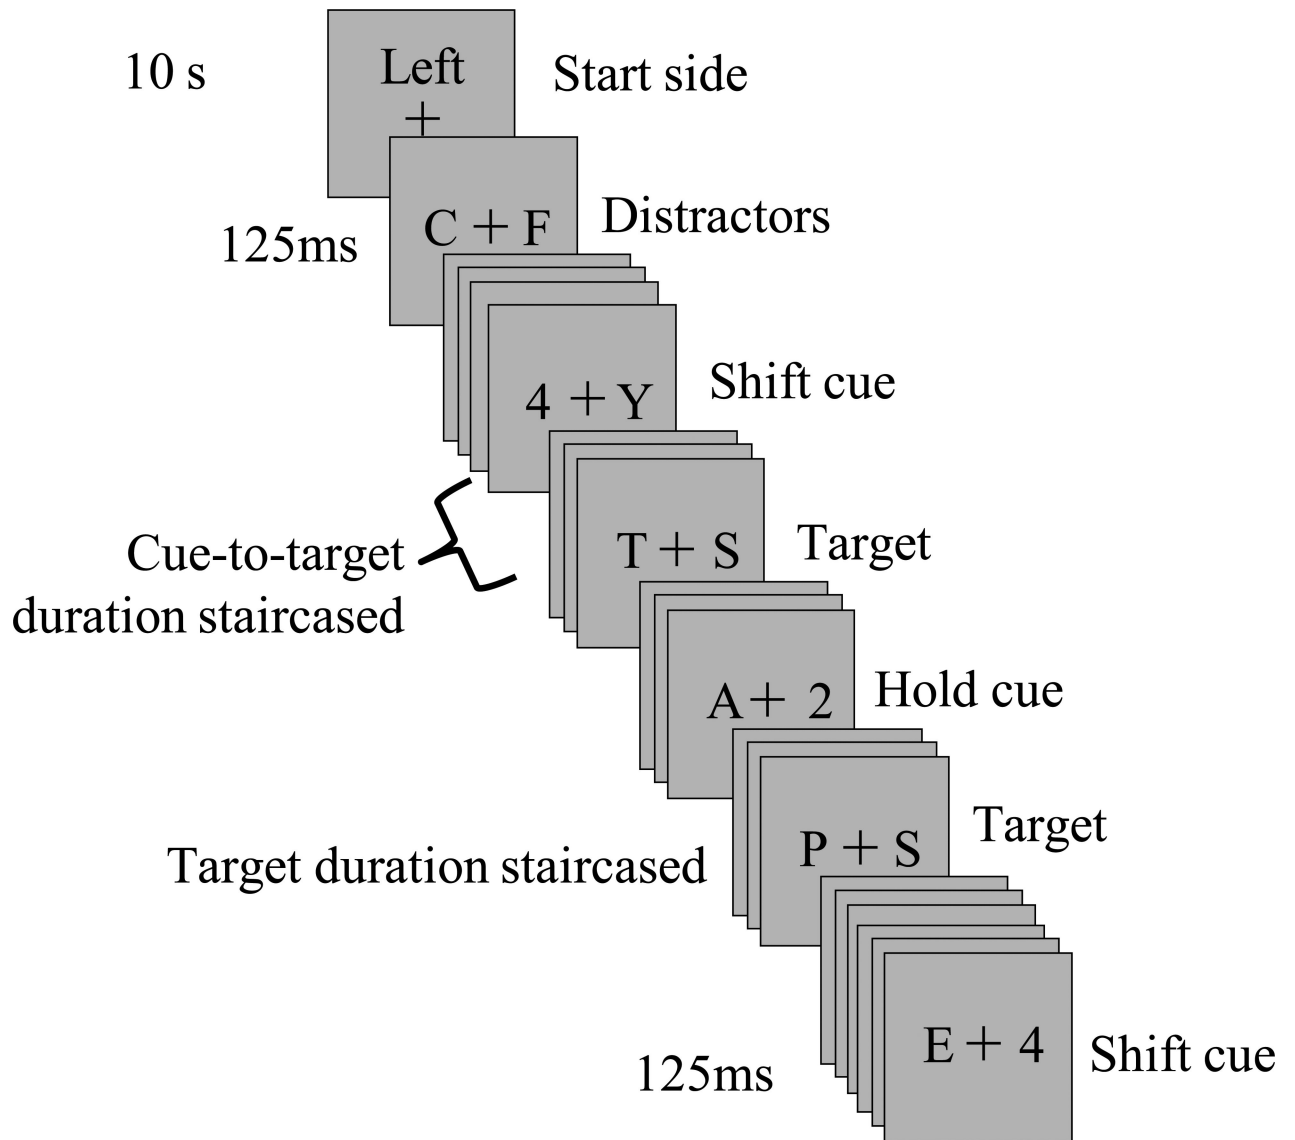 10 s
Left
+
Start side
C + F
Distractors
125ms
4 + Y
Shift cue
Cue-to-target
duration staircased
T + S
Target
A + 2
Hold cue
P + S
Target
Target duration staircased
E + 4
Shift cue
125ms